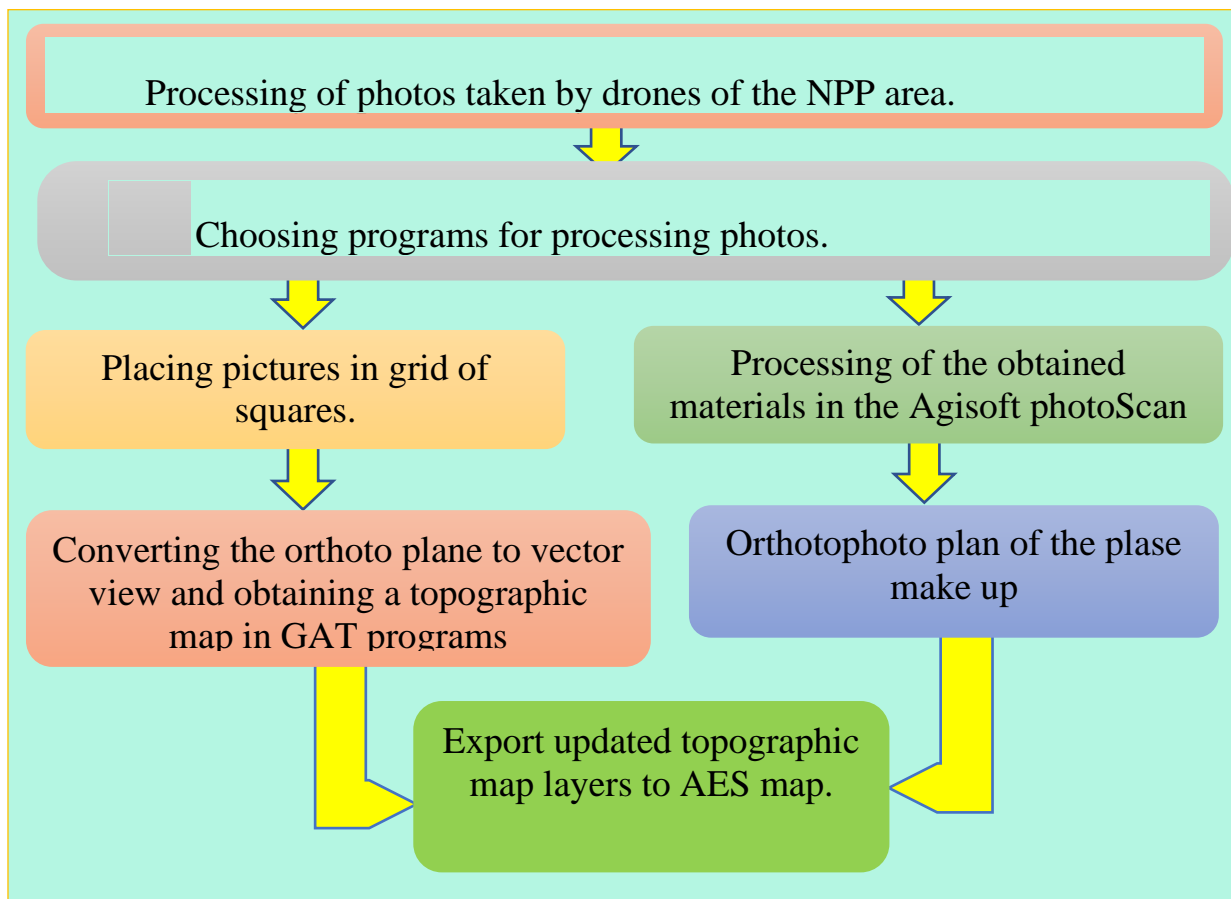 Processing of photos taken by drones of the NPP area.
Choosing programs for processing photos.
Placing pictures in grid of
squares.
Processing of the obtained
materials in the Agisoft photoScan
Converting the orthoto plane to vector
view and obtaining a topographic
map in GAT programs
Orthotophoto plan of the plase
make up
Export updated topographic
map layers to AES map.